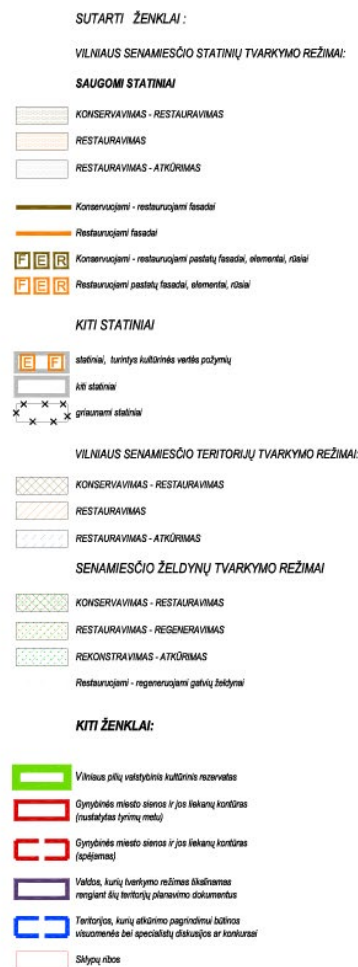 SUTARTI ŽENKLAI :
VILNIAUS SENAMIESČIO STATINIŲ TVARKYMO REŽIMAI:
SAUGOMI STATINIAI
KONSERVAVIMAS - RESTAURAVIMAS
RESTAURAVIMAS
RESTAURAVIMAS - ATKŪRIMAS
Konservuojami - restauruojami fasadai
Restauruojami fasadai
F E R Konservuojami - restauruojami pastatų fasadai, elementai, rūsiai
F E R Restauruojami pastatų fasadai, elementai, rūsiai
KITI STATINIAI
E F statiniai, turintys kultūrinės vertės požymių
kiti statiniai
griaunami statiniai
VILNIAUS SENAMIESČIO TERITORIJŲ TVARKYMO REŽIMAI:
KONSERVAVIMAS - RESTAURAVIMAS
RESTAURAVIMAS
RESTAURAVIMAS - ATKŪRIMAS
SENAMIESČIO ŽELDYNŲ TVARKYMO REŽIMAI
KONSERVAVIMAS - RESTAURAVIMAS
RESTAURAVIMAS - REGENERAVIMAS
REKONSTRAVIMAS - ATKŪRIMAS
Restauruojami - regeneruojami gatvių želdynai
KITI ŽENKLAI:
Vilniaus pilių valstybinis kultūrinis rezervatas
Gynybinės miesto sienos ir jos liekanų kontūras
(nustatytas tyrimų metu)
Gynybinės miesto sienos ir jos liekanų kontūras
(spėjamas)
Valdos, kurių tvarkymo režimas tikslinamas
rengiant šių teritorijų planavimo dokumentus
Teritorijos, kurių atkūrimo pagrindimui būtinos
visuomenės bei specialistų diskusijos ar konkursai
Sklypų ribos